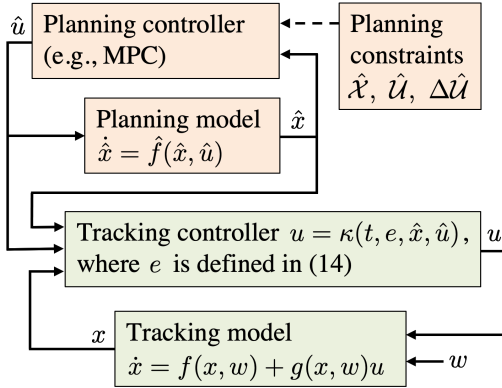 û
Planning controller
(e.g., MPC)
Planning
constraints
𝒳̂, 𝒰̂, Δ𝒰̂
Planning model
ẋ̂ = f̂(x̂, û)
x̂
Tracking controller u = κ(t, e, x̂, û),
where e is defined in (14)
u
x
Tracking model
ẋ = f(x, w) + g(x, w)u
w